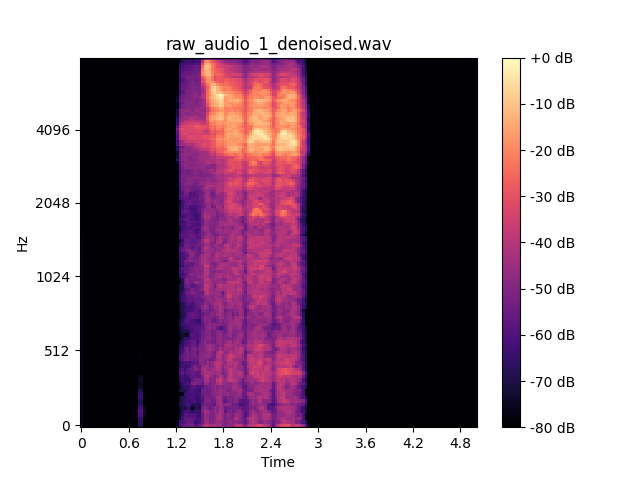 raw_audio_1_denoised.wav
+0 dB
-10 dB
4096
-20 dB
-30 dB
2048
Hz
-40 dB
1024
-50 dB
-60 dB
512
-70 dB
0
-80 dB
0 0.6 1.2 1.8 2.4 3 3.6 4.2 4.8
Time